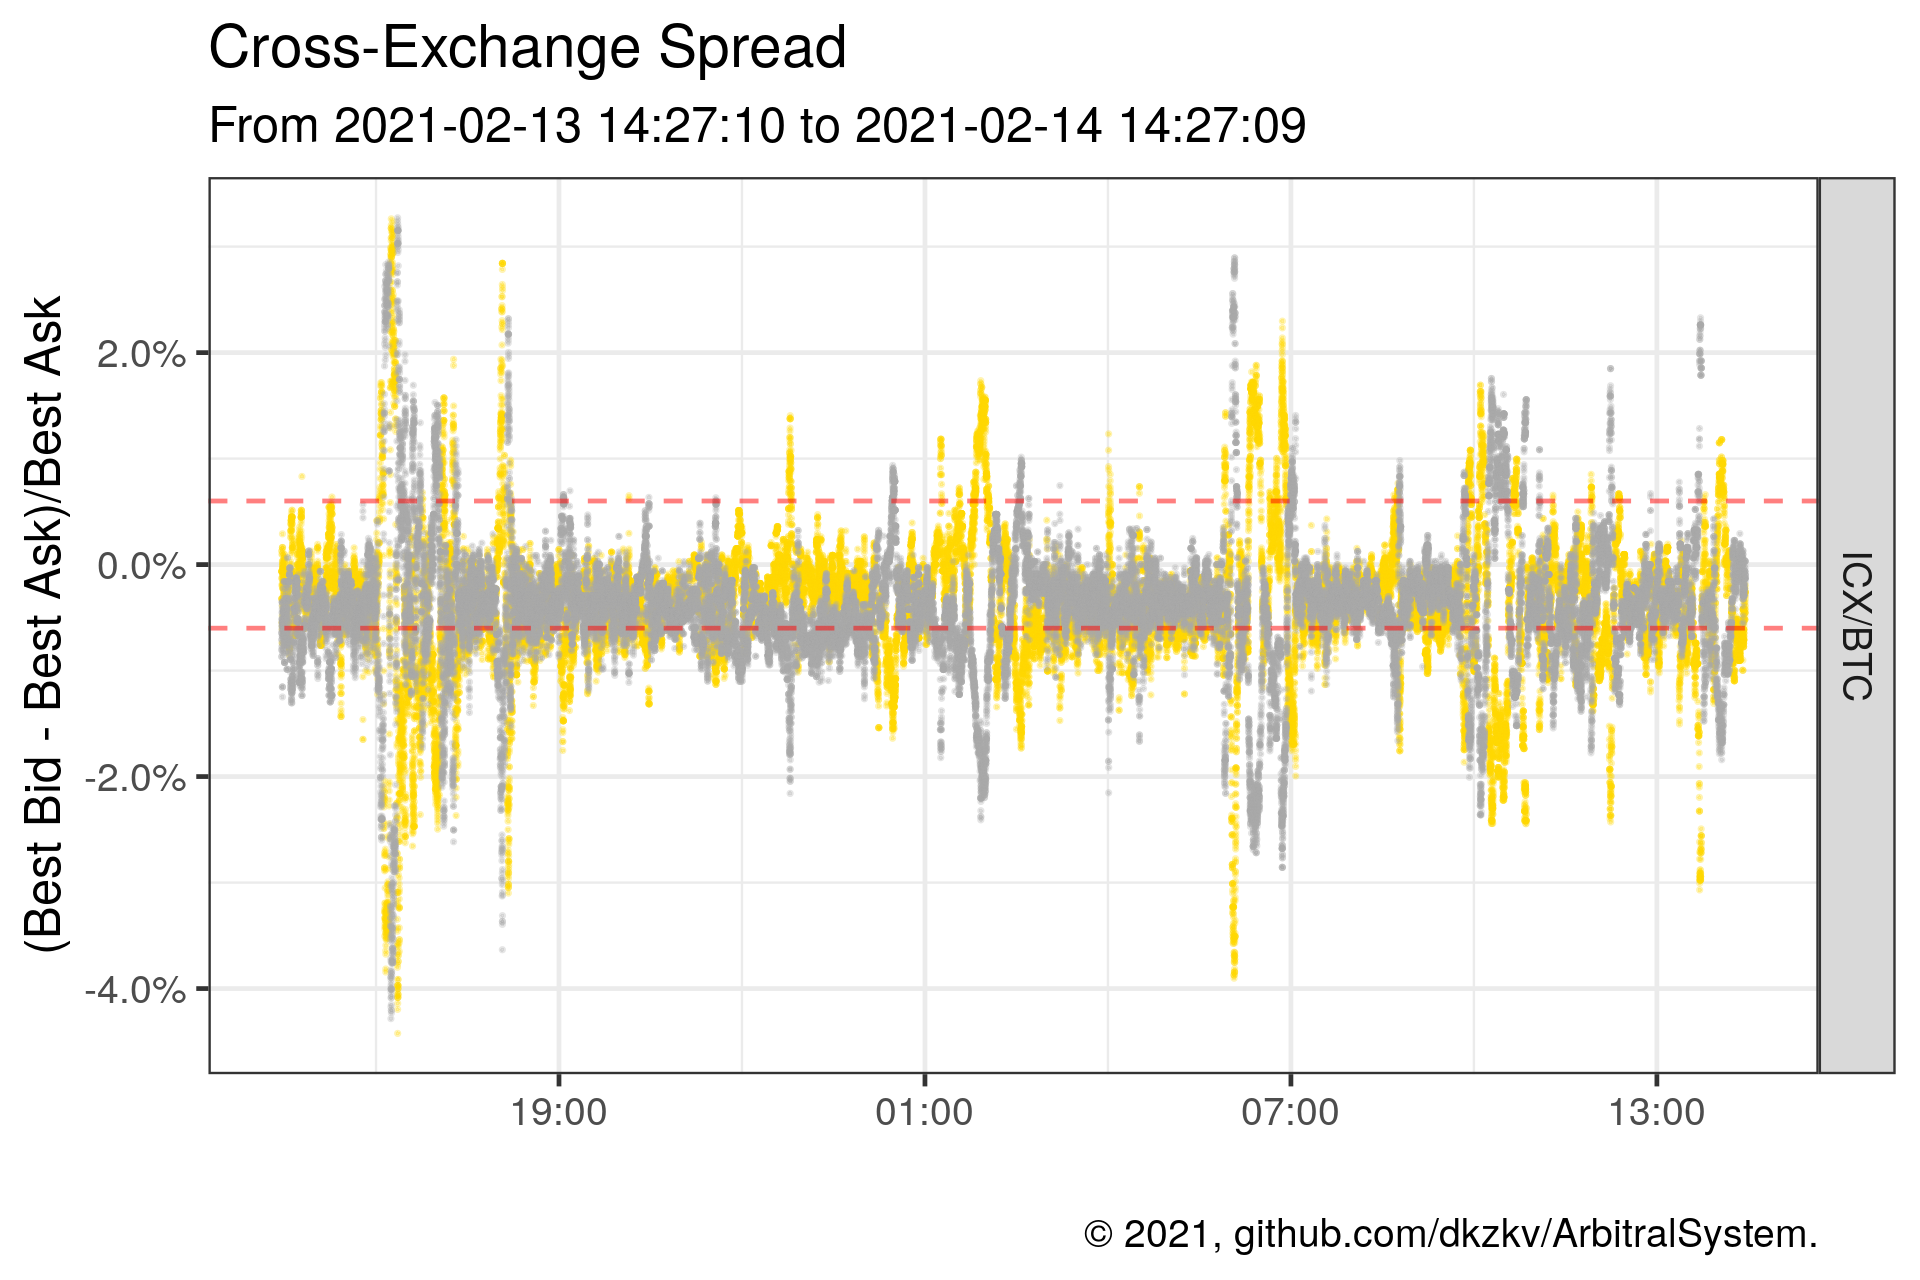 Cross-Exchange Spread
From 2021-02-13 14:27:10 to 2021-02-14 14:27:09
(Best Bid - Best Ask)/Best Ask
2.0%
0.0%
-2.0%
-4.0%
ICX/BTC
19:00
01:00
07:00
13:00
© 2021, github.com/dkzkv/ArbitralSystem.